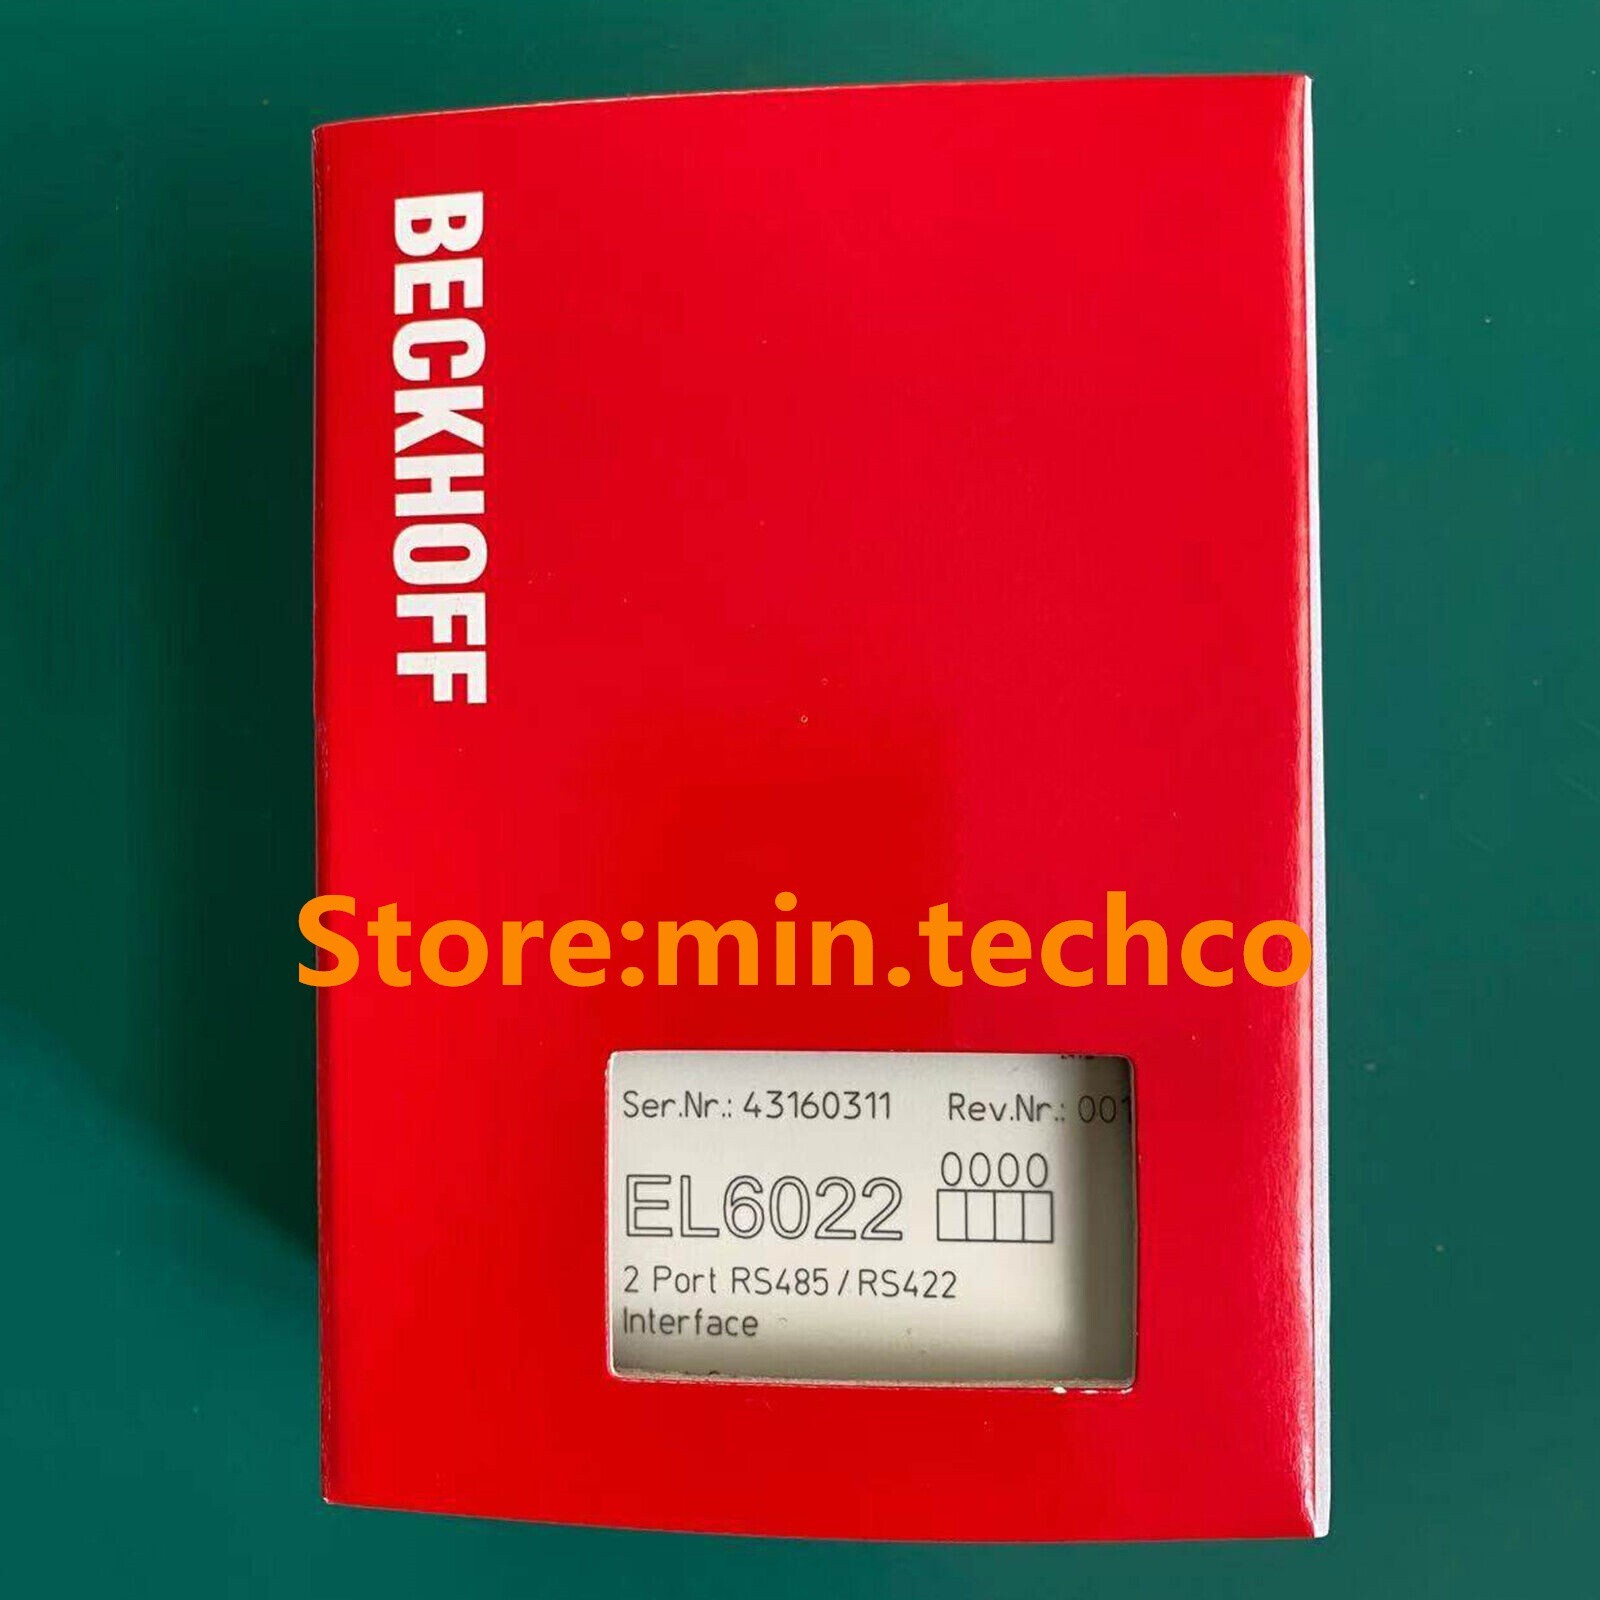 BECKHOFF
Store:min.techco
Ser.Nr.: 43160311 Rev.Nr.: 001
EL6022 0000
2 Port RS485/RS422
Interface